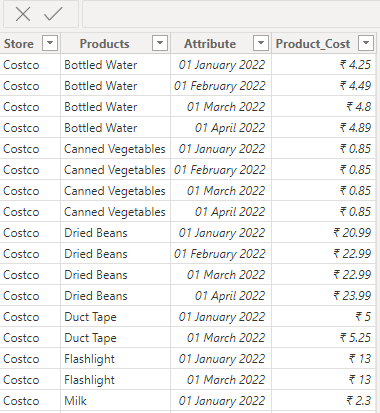 Store Products Attribute Product_Cost
Costco Bottled Water 01 January 2022 ₹ 4.25
Costco Bottled Water 01 February 2022 ₹ 4.49
Costco Bottled Water 01 March 2022 ₹ 4.8
Costco Bottled Water 01 April 2022 ₹ 4.89
Costco Canned Vegetables 01 January 2022 ₹ 0.85
Costco Canned Vegetables 01 February 2022 ₹ 0.85
Costco Canned Vegetables 01 March 2022 ₹ 0.85
Costco Canned Vegetables 01 April 2022 ₹ 0.85
Costco Dried Beans 01 January 2022 ₹ 20.99
Costco Dried Beans 01 February 2022 ₹ 22.99
Costco Dried Beans 01 March 2022 ₹ 22.99
Costco Dried Beans 01 April 2022 ₹ 23.99
Costco Duct Tape 01 January 2022 ₹ 5
Costco Duct Tape 01 March 2022 ₹ 5.25
Costco Flashlight 01 January 2022 ₹ 13
Costco Flashlight 01 March 2022 ₹ 13
Costco Milk 01 January 2022 ₹ 2.3